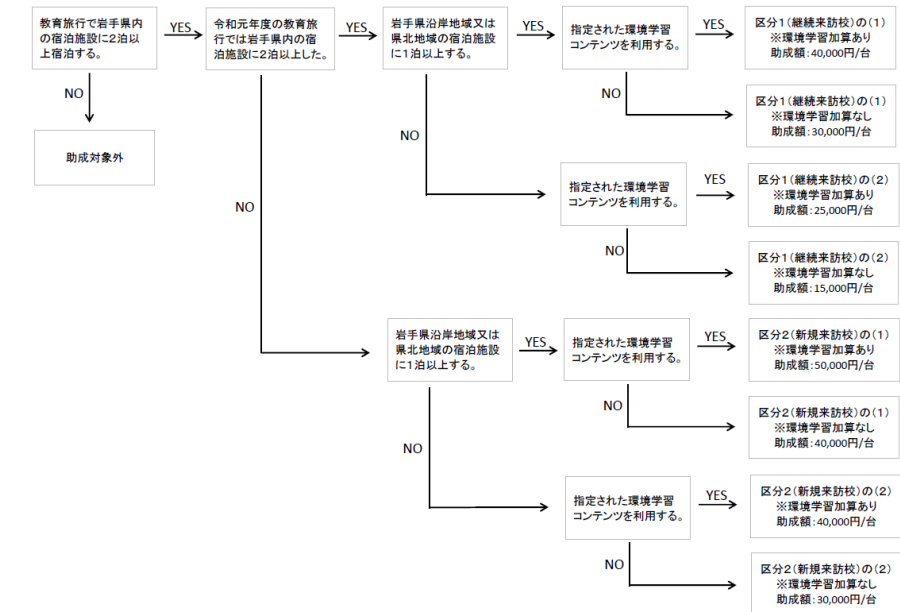 教育旅行で岩手県内
の宿泊施設に2泊以
上宿泊する。
YES
令和元年度の教育旅
行では岩手県内の宿
泊施設に2泊以上した。
YES
岩手県沿岸地域又は
県北地域の宿泊施設
に1泊以上する。
YES
指定された環境学習
コンテンツを利用する。
YES
区分1(継続来訪校)の(1)
※環境学習加算あり
助成額:40,000円/台
NO
助成対象外
NO
区分1(継続来訪校)の(1)
※環境学習加算なし
助成額:30,000円/台
NO
指定された環境学習
コンテンツを利用する。
YES
区分1(継続来訪校)の(2)
※環境学習加算あり
助成額:25,000円/台
NO
区分1(継続来訪校)の(2)
※環境学習加算なし
助成額:15,000円/台
NO
岩手県沿岸地域又は
県北地域の宿泊施設
に1泊以上する。
YES
指定された環境学習
コンテンツを利用する。
YES
区分2(新規来訪校)の(1)
※環境学習加算あり
助成額:50,000円/台
NO
区分2(新規来訪校)の(1)
※環境学習加算なし
助成額:40,000円/台
NO
指定された環境学習
コンテンツを利用する。
YES
区分2(新規来訪校)の(2)
※環境学習加算あり
助成額:40,000円/台
NO
区分2(新規来訪校)の(2)
※環境学習加算なし
助成額:30,000円/台